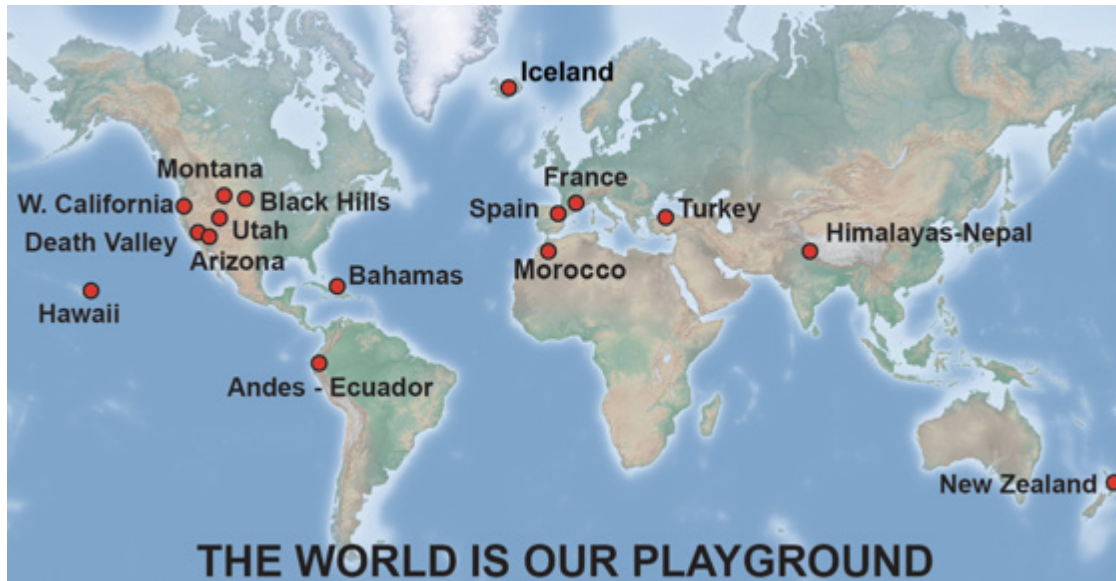 Iceland
Montana
France
W. California
Black Hills
Spain
Turkey
Death Valley
Utah
Himalayas-Nepal
Arizona
Morocco
Bahamas
Hawaii
Andes - Ecuador
New Zealand
THE WORLD IS OUR PLAYGROUND